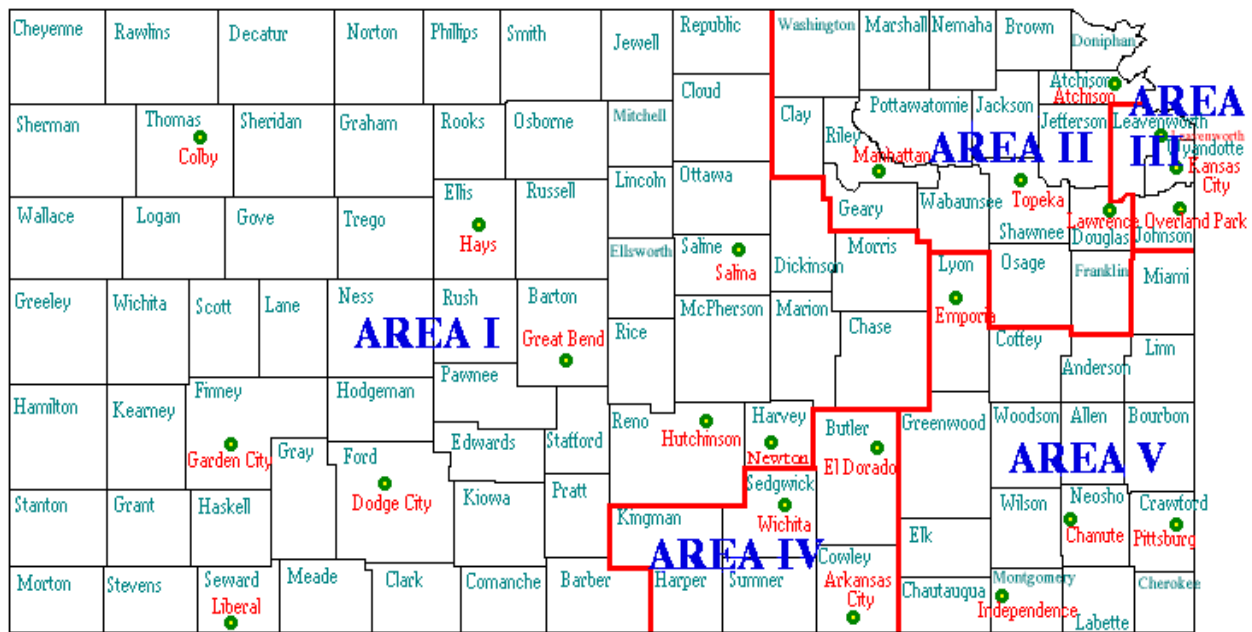 Cheyenne
Rawlins
Decatur
Norton
Phillips
Smith
Jewell
Republic
Washington
Marshall
Nemaha
Brown
Doniphan
Atchison
Atchison
Cloud
Mitchell
Clay
Riley
Pottawatomie
Jackson
Jefferson
Leavenworth
Leavenworth
Wyandotte
AREA
III
Kansas
City
Sherman
Thomas
Colby
Sheridan
Graham
Rooks
Osborne
AREA II
Manhattan
Topeka
Lincoln
Ottawa
Geary
Wabaunsee
Shawnee
Lawrence
Douglas
Overland Park
Johnson
Wallace
Logan
Gove
Trego
Ellis
Hays
Russell
Ellsworth
Saline
Salina
Dickinson
Morris
Lyon
Emporia
Osage
Franklin
Miami
Greeley
Wichita
Scott
Lane
Ness
Rush
Barton
Great Bend
AREA I
Rice
McPherson
Marion
Chase
Coffey
Anderson
Linn
Hamilton
Kearney
Finney
Garden City
Hodgeman
Pawnee
Edwards
Stafford
Reno
Hutchinson
Harvey
Newton
Butler
El Dorado
Greenwood
Woodson
Allen
Bourbon
AREA V
Gray
Ford
Dodge City
Kiowa
Pratt
Kingman
Sedgwick
Wichita
AREA IV
Wilson
Neosho
Chanute
Crawford
Pittsburg
Stanton
Grant
Haskell
Elk
Morton
Stevens
Seward
Liberal
Meade
Clark
Comanche
Barber
Harper
Sumner
Cowley
Arkansas
City
Chautauqua
Montgomery
Independence
Labette
Cherokee